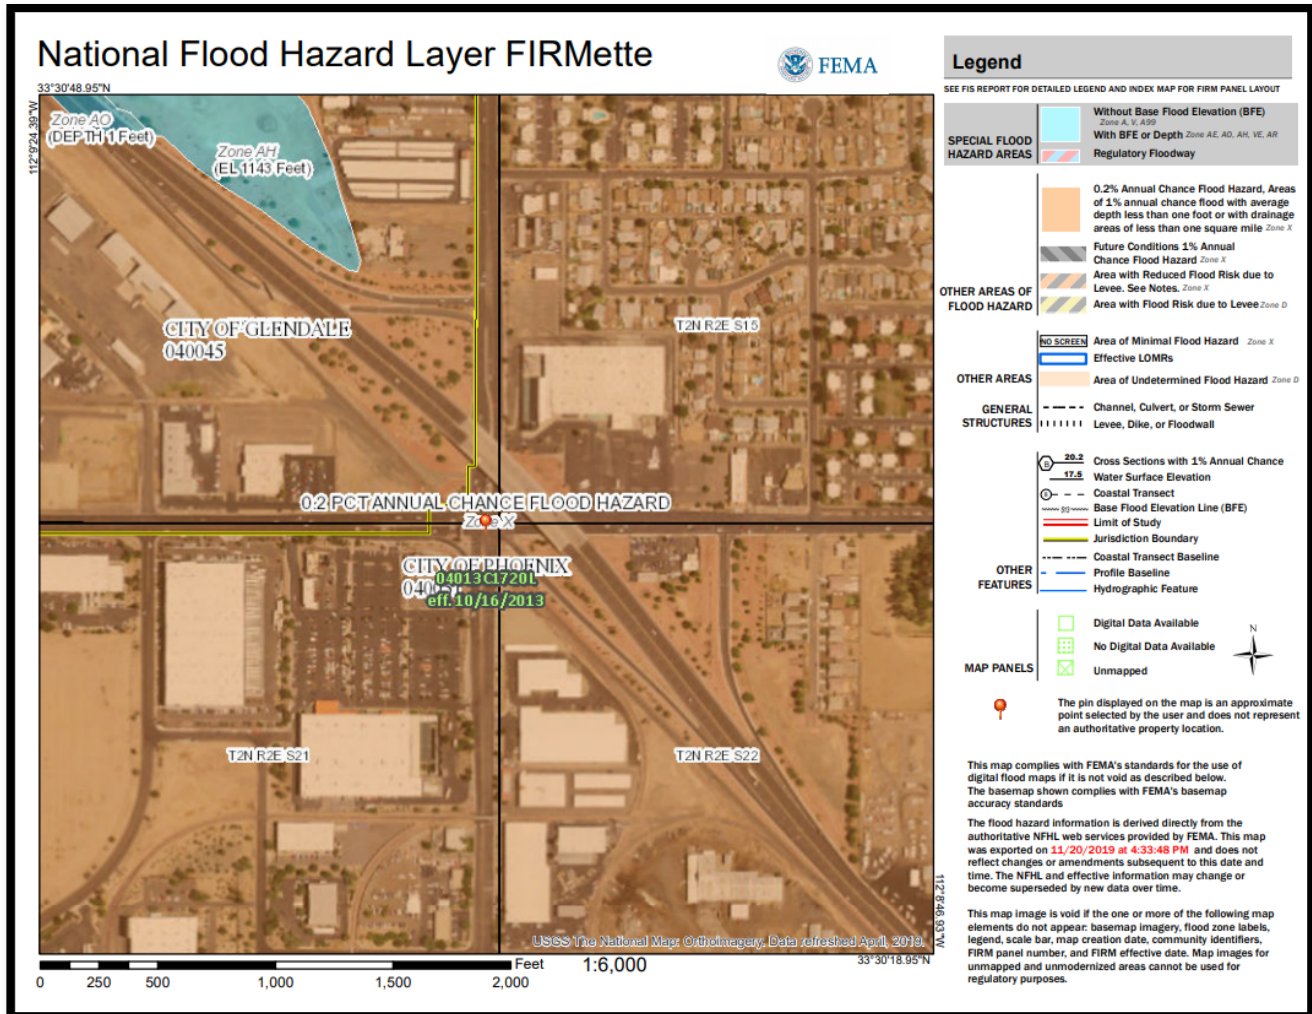 National Flood Hazard Layer FIRMette
FEMA
33°30'48.95"N
112°9'24.39"W
Zone AO
(DEPTH 1 Feet)
Zone AH
(EL 1143 Feet)
CITY OF GLENDALE
040045
T2N R2E S15
0.2 PCT ANNUAL CHANCE FLOOD HAZARD
Zone X
CITY OF PHOENIX
04013C1720L
eff. 10/16/2013
T2N R2E S21
T2N R2E S22
USGS The National Map: Orthoimagery. Data refreshed April, 2019.
112°8'46.93"W
33°30'18.95"N
Feet
1:6,000
0 250 500 1,000 1,500 2,000
Legend
SEE FIS REPORT FOR DETAILED LEGEND AND INDEX MAP FOR FIRM PANEL LAYOUT
SPECIAL FLOOD
HAZARD AREAS
Without Base Flood Elevation (BFE)
Zone A, V, A99
With BFE or Depth Zone AE, AO, AH, VE, AR
Regulatory Floodway
OTHER AREAS OF
FLOOD HAZARD
0.2% Annual Chance Flood Hazard, Areas
of 1% annual chance flood with average
depth less than one foot or with drainage
areas of less than one square mile Zone X
Future Conditions 1% Annual
Chance Flood Hazard Zone X
Area with Reduced Flood Risk due to
Levee. See Notes. Zone X
Area with Flood Risk due to Levee Zone D
OTHER AREAS
NO SCREEN Area of Minimal Flood Hazard Zone X
Effective LOMRs
Area of Undetermined Flood Hazard Zone D
GENERAL
STRUCTURES
Channel, Culvert, or Storm Sewer
Levee, Dike, or Floodwall
OTHER
FEATURES
B 20.2 Cross Sections with 1% Annual Chance
17.5 Water Surface Elevation
Coastal Transect
Base Flood Elevation Line (BFE)
Limit of Study
Jurisdiction Boundary
Coastal Transect Baseline
Profile Baseline
Hydrographic Feature
MAP PANELS
Digital Data Available
No Digital Data Available
Unmapped
N
The pin displayed on the map is an approximate
point selected by the user and does not represent
an authoritative property location.
This map complies with FEMA's standards for the use of
digital flood maps if it is not void as described below.
The basemap shown complies with FEMA's basemap
accuracy standards
The flood hazard information is derived directly from the
authoritative NFHL web services provided by FEMA. This map
was exported on 11/20/2019 at 4:33:48 PM and does not
reflect changes or amendments subsequent to this date and
time. The NFHL and effective information may change or
become superseded by new data over time.
This map image is void if the one or more of the following map
elements do not appear: basemap imagery, flood zone labels,
legend, scale bar, map creation date, community identifiers,
FIRM panel number, and FIRM effective date. Map images for
unmapped and unmodernized areas cannot be used for
regulatory purposes.